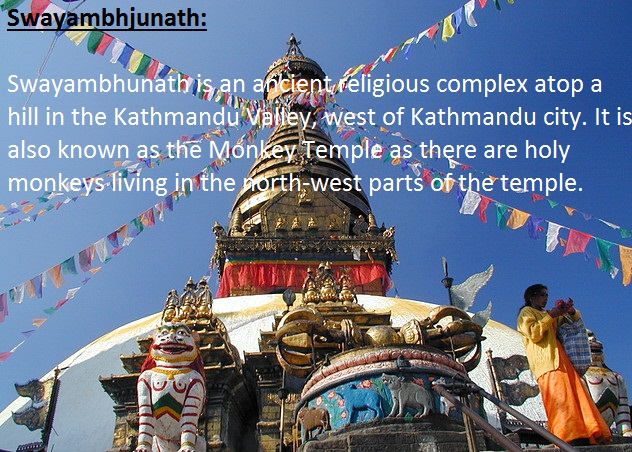 Swayambhjunath:
Swayambhunath is an ancient religious complex atop a
hill in the Kathmandu Valley, west of Kathmandu city. It is
also known as the Monkey Temple as there are holy
monkeys living in the north-west parts of the temple.